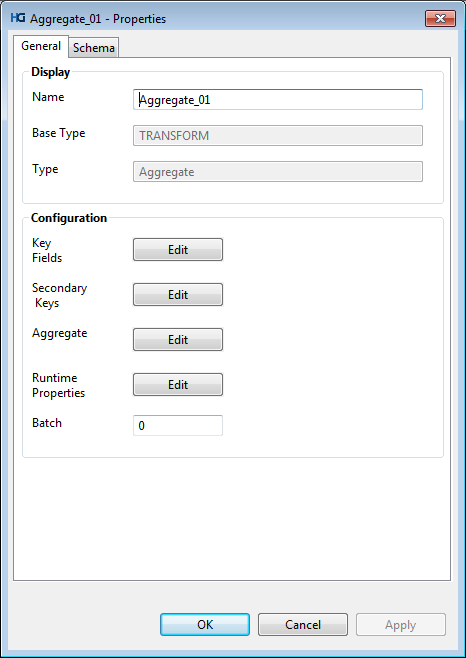 HG Aggregate_01 - Properties
General Schema
Display
Name Aggregate_01
Base Type TRANSFORM
Type Aggregate
Configuration
Key
Fields
Edit
Secondary
Keys
Edit
Aggregate Edit
Runtime
Properties
Edit
Batch 0
OK Cancel Apply